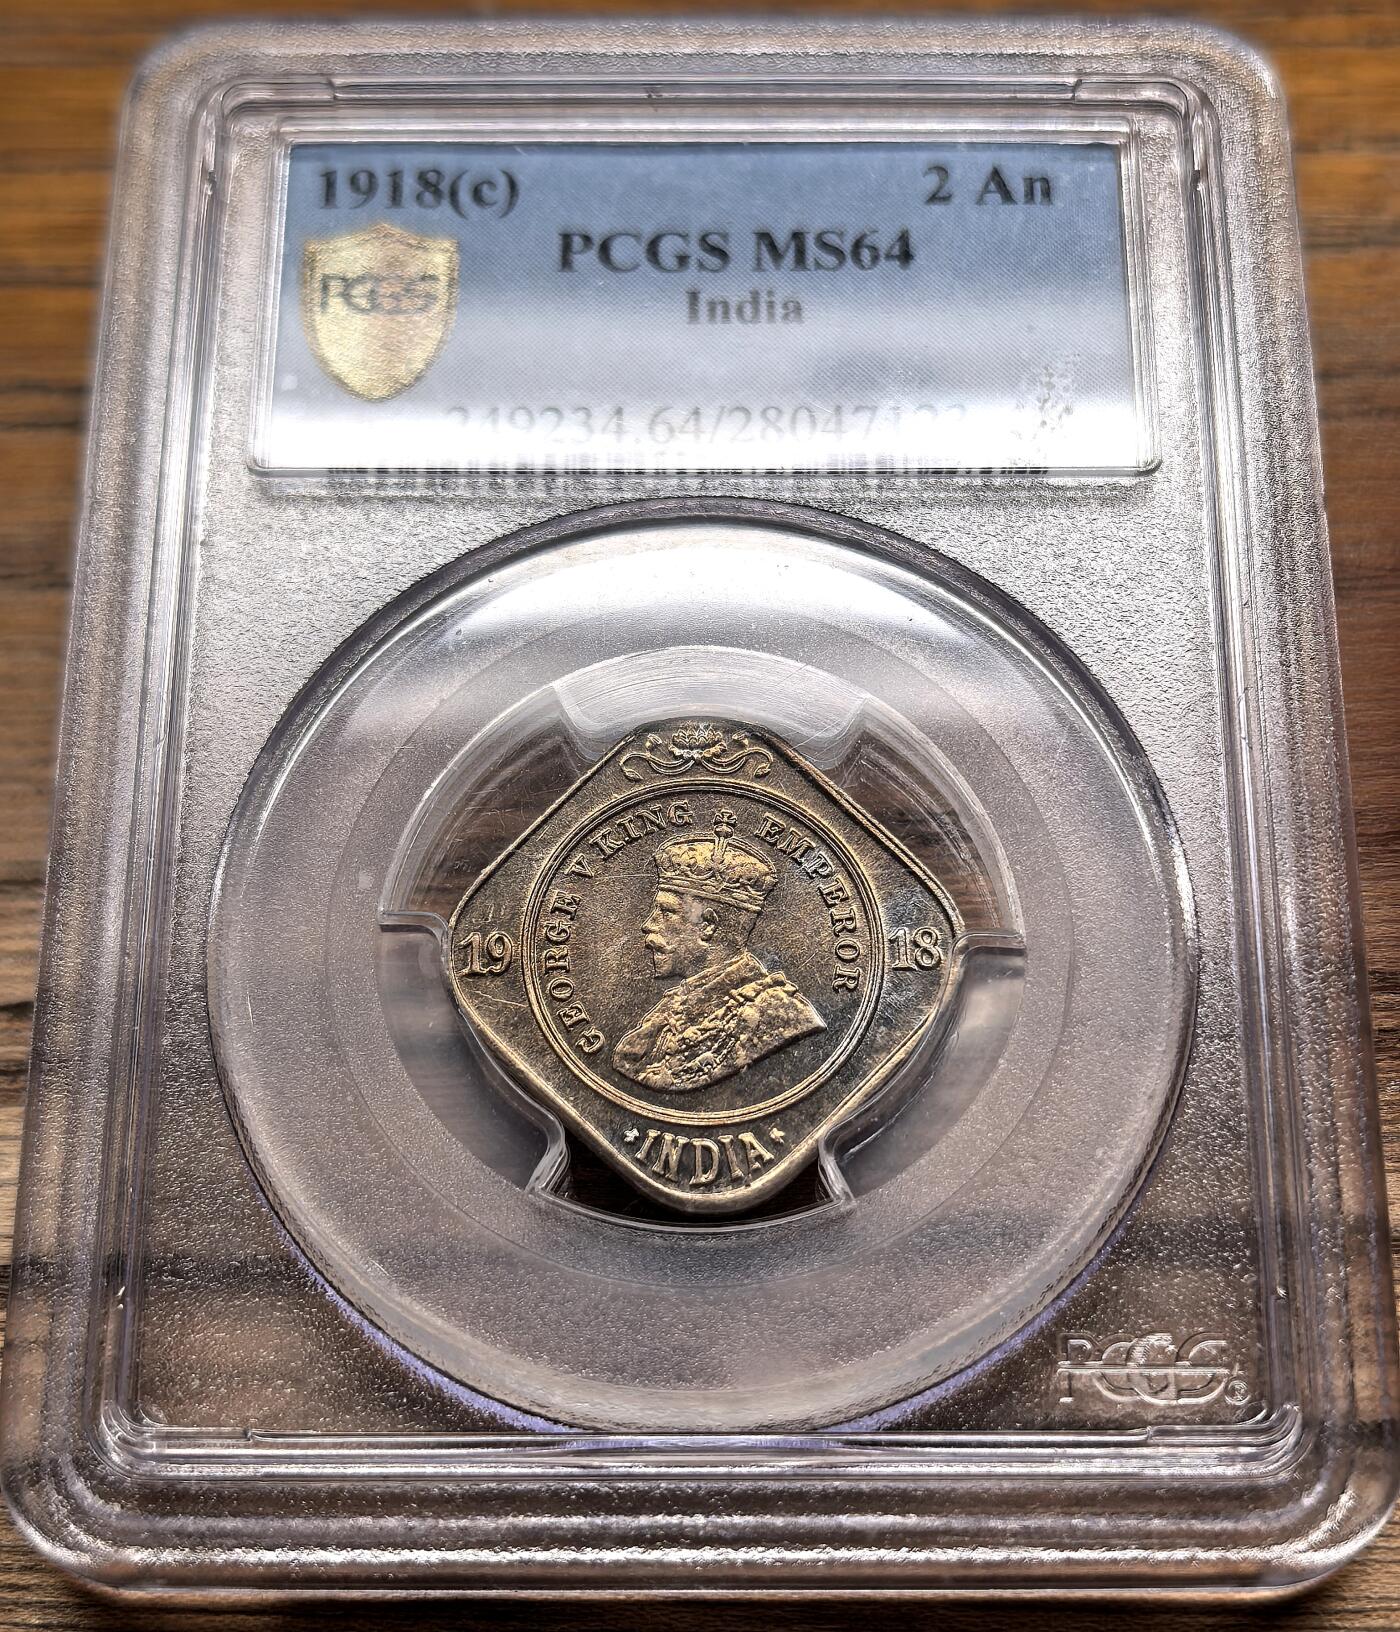 1918(c) 2 An
PCGS MS64
India
PCGS
GEORGE V KING EMPEROR
19 18
·INDIA·
PCGS®